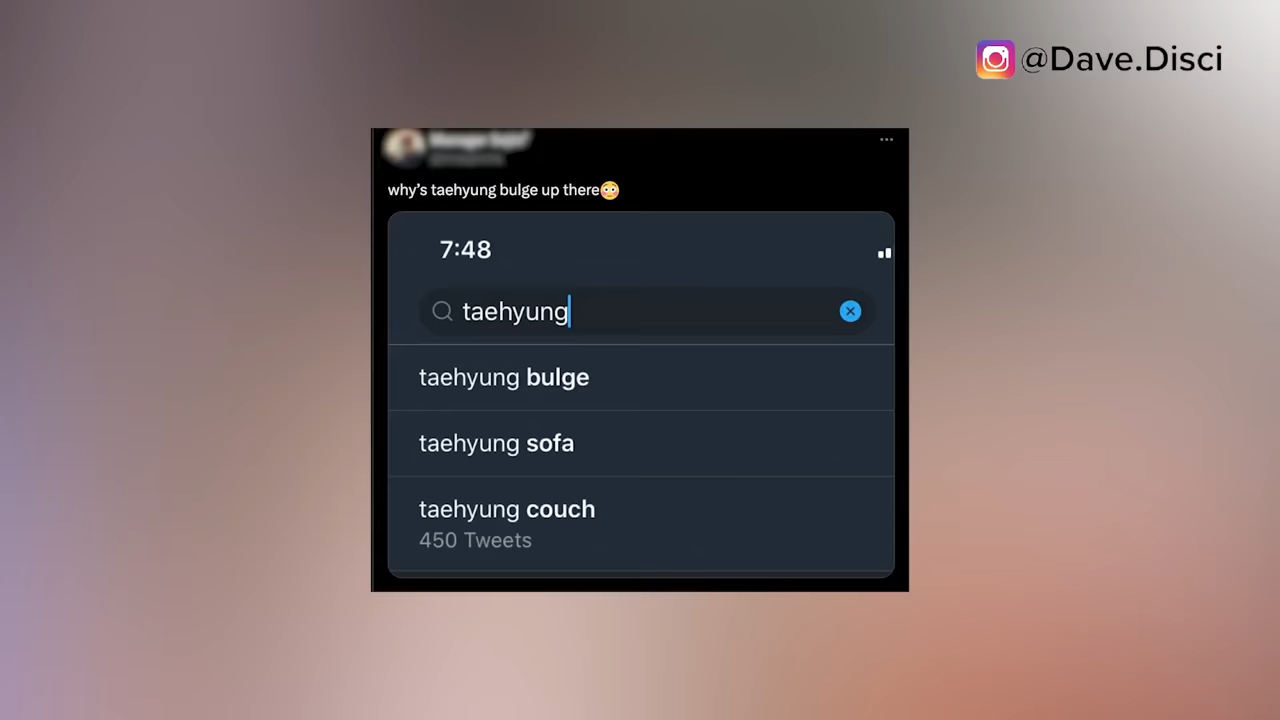 @Dave.Disci
why's taehyung bulge up there😳
7:48
taehyung
taehyung bulge
taehyung sofa
taehyung couch
450 Tweets